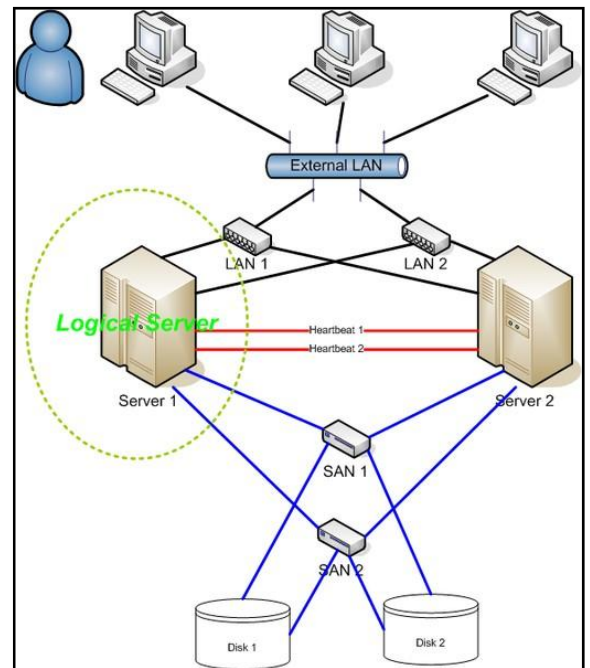 External LAN
LAN 1
LAN 2
Logical Server
Heartbeat 1
Heartbeat 2
Server 1
Server 2
SAN 1
SAN 2
Disk 1
Disk 2